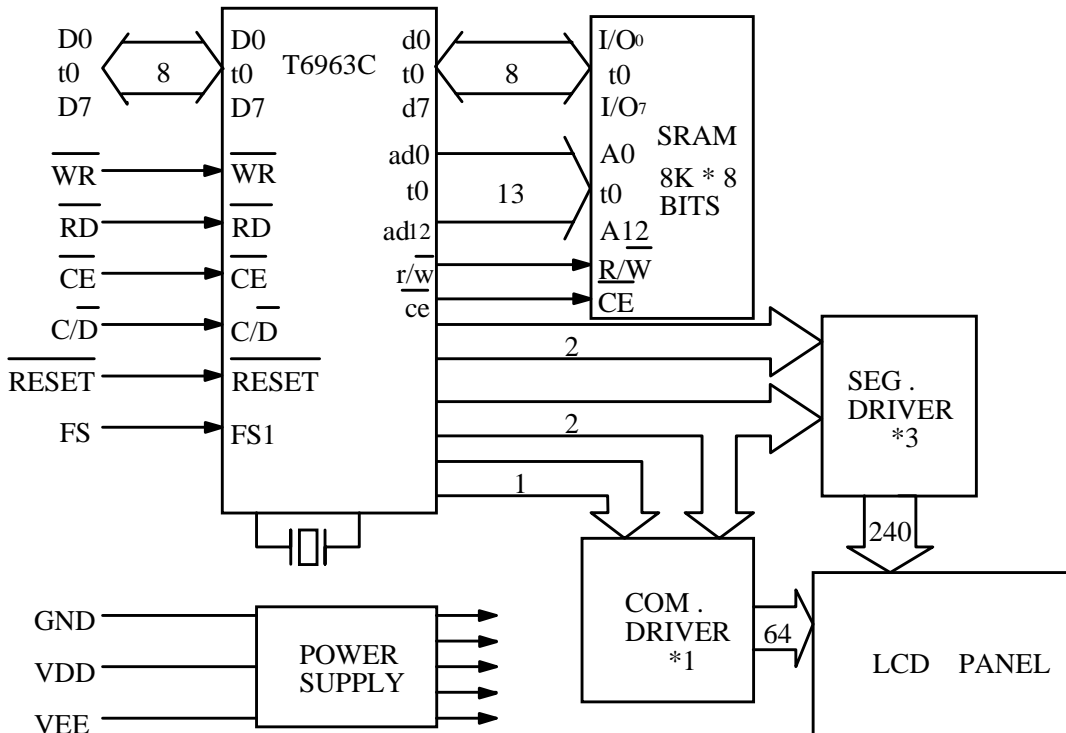 D0
t0
D7
8
D0
t0
D7
T6963C
d0
t0
d7
8
I/O0
t0
I/O7
SRAM
8K * 8
BITS
WR
WR
ad0
t0
ad12
13
A0
t0
A12
RD
RD
CE
CE
r/w
R/W
ce
CE
C/D
C/D
2
RESET
RESET
SEG .
DRIVER
*3
FS
FS1
2
1
240
COM .
DRIVER
*1
64
LCD PANEL
GND
VDD
VEE
POWER
SUPPLY